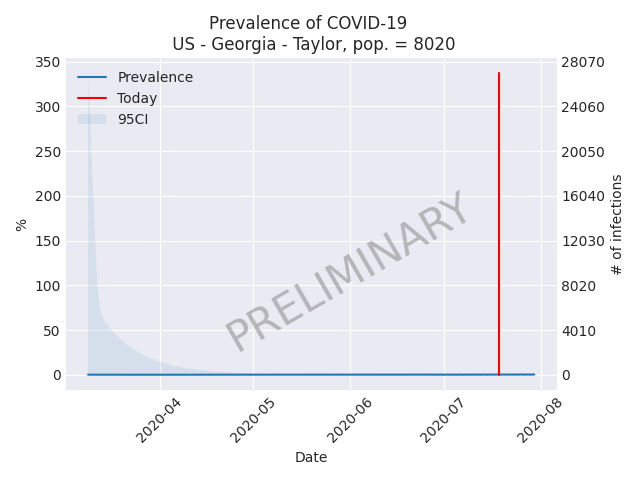 Prevalence of COVID-19
US - Georgia - Taylor, pop. = 8020
350
300
250
200
150
100
50
0
%
Prevalence
Today
95CI
PRELIMINARY
28070
24060
20050
16040
12030
8020
4010
0
# of infections
2020-04
2020-05
2020-06
2020-07
2020-08
Date